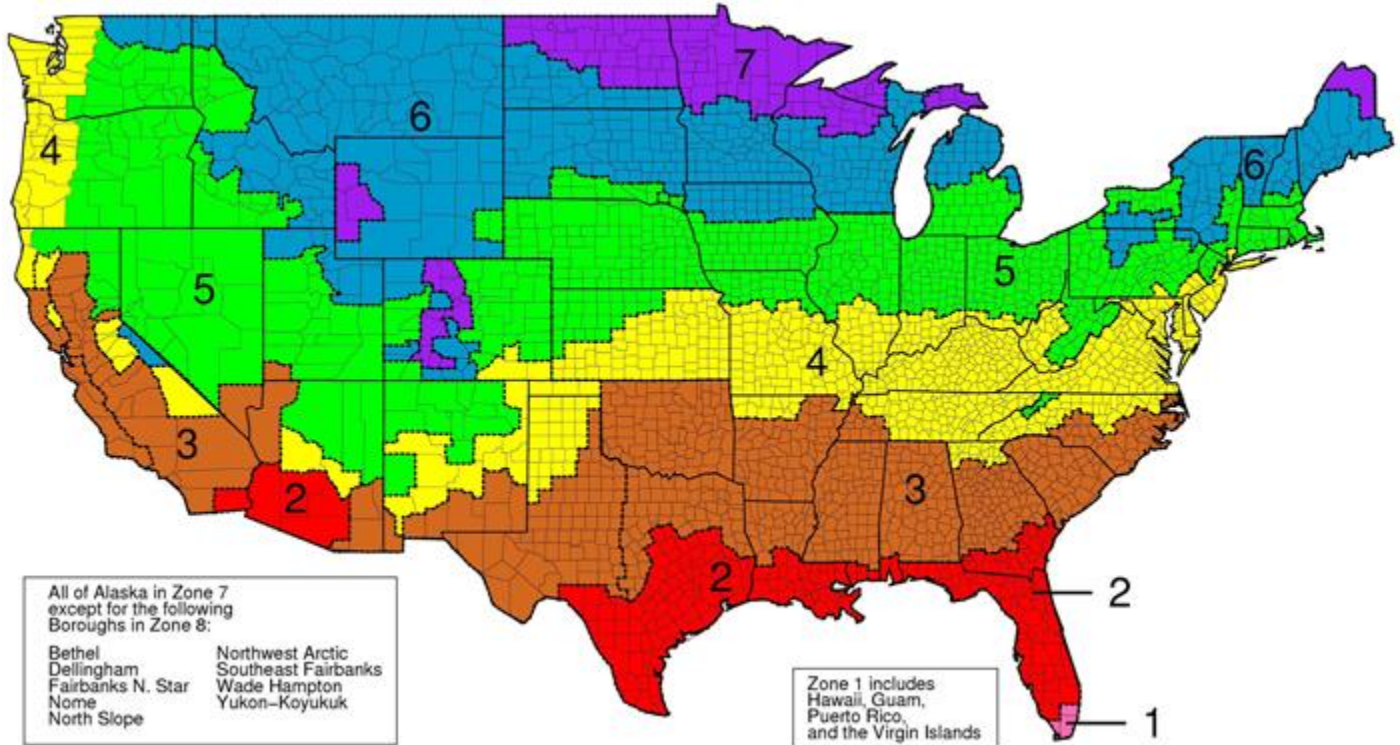 7
6
4
6
5
5
4
3
3
2
2
2
1
All of Alaska in Zone 7
except for the following
Boroughs in Zone 8:
Bethel
Dellingham
Fairbanks N. Star
Nome
North Slope
Northwest Arctic
Southeast Fairbanks
Wade Hampton
Yukon–Koyukuk
Zone 1 includes
Hawaii, Guam,
Puerto Rico,
and the Virgin Islands